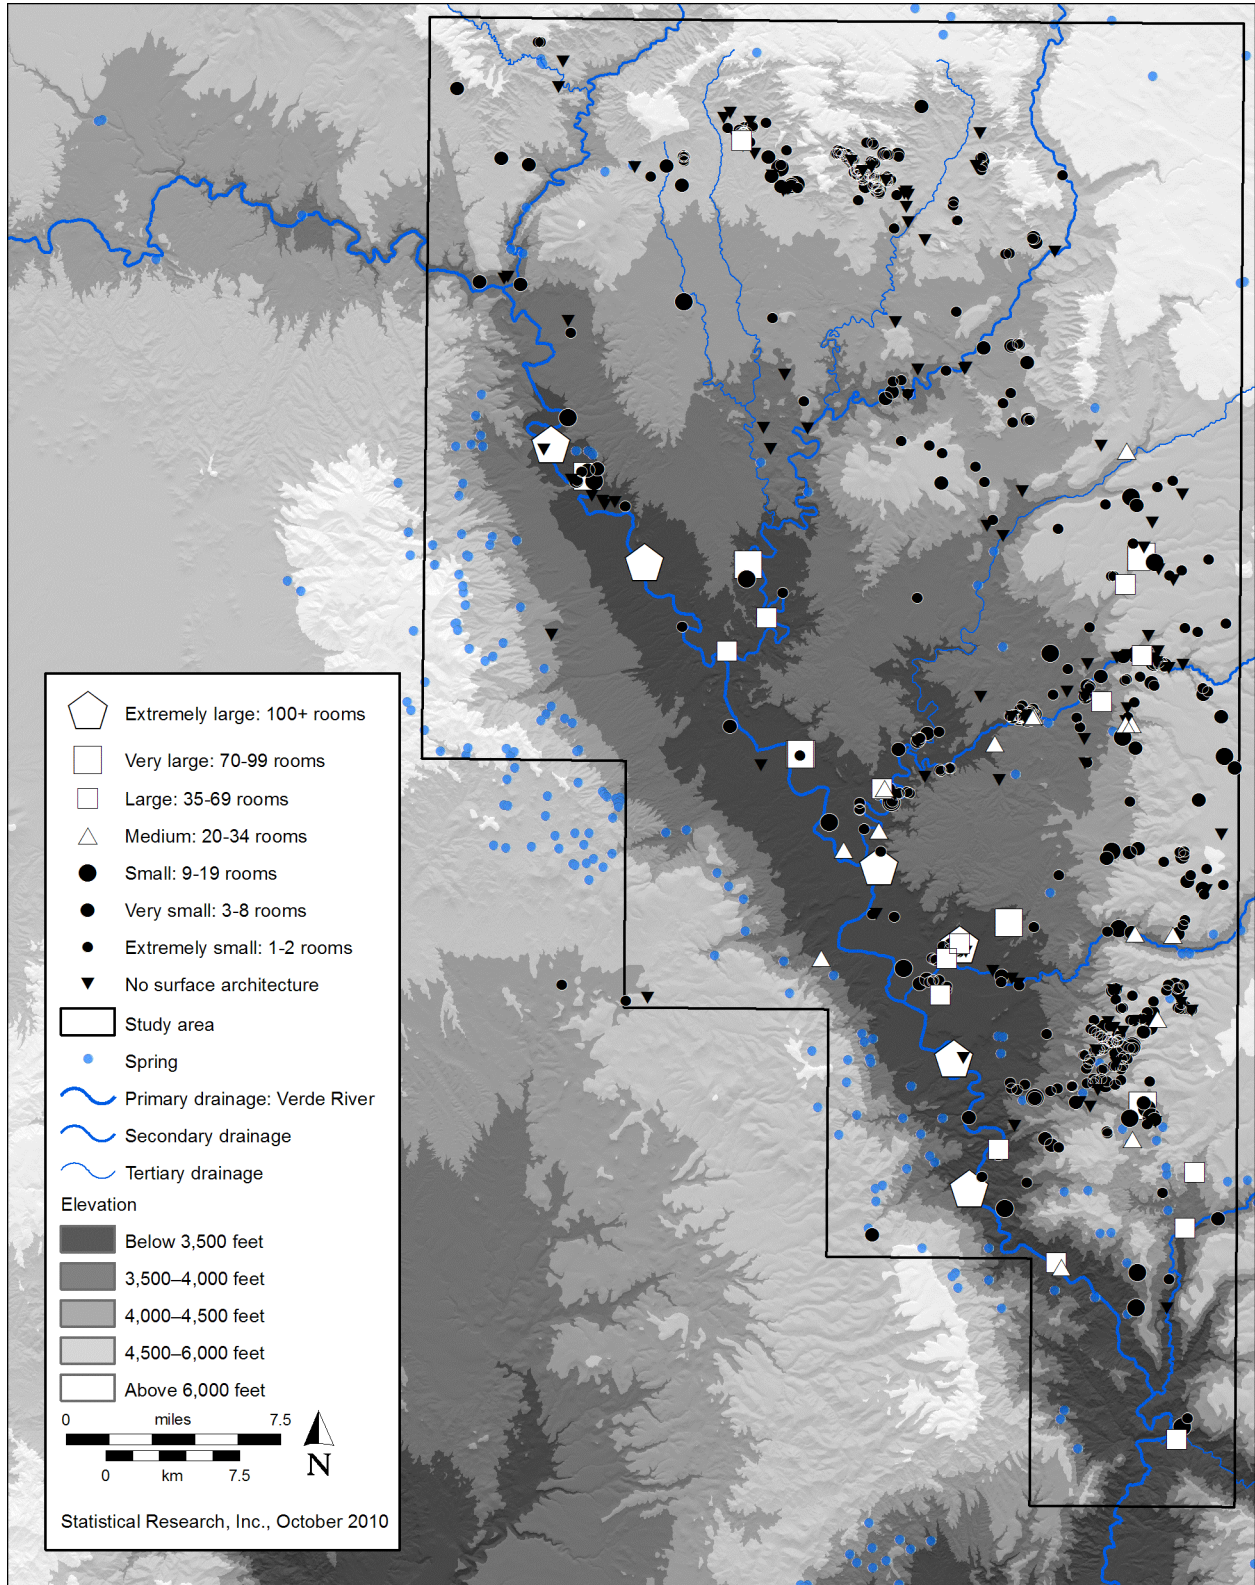 Extremely large: 100+ rooms
Very large: 70-99 rooms
Large: 35-69 rooms
Medium: 20-34 rooms
Small: 9-19 rooms
Very small: 3-8 rooms
Extremely small: 1-2 rooms
No surface architecture
Study area
Spring
Primary drainage: Verde River
Secondary drainage
Tertiary drainage
Elevation
Below 3,500 feet
3,500–4,000 feet
4,000–4,500 feet
4,500–6,000 feet
Above 6,000 feet
0 miles 7.5
0 km 7.5
N
Statistical Research, Inc., October 2010